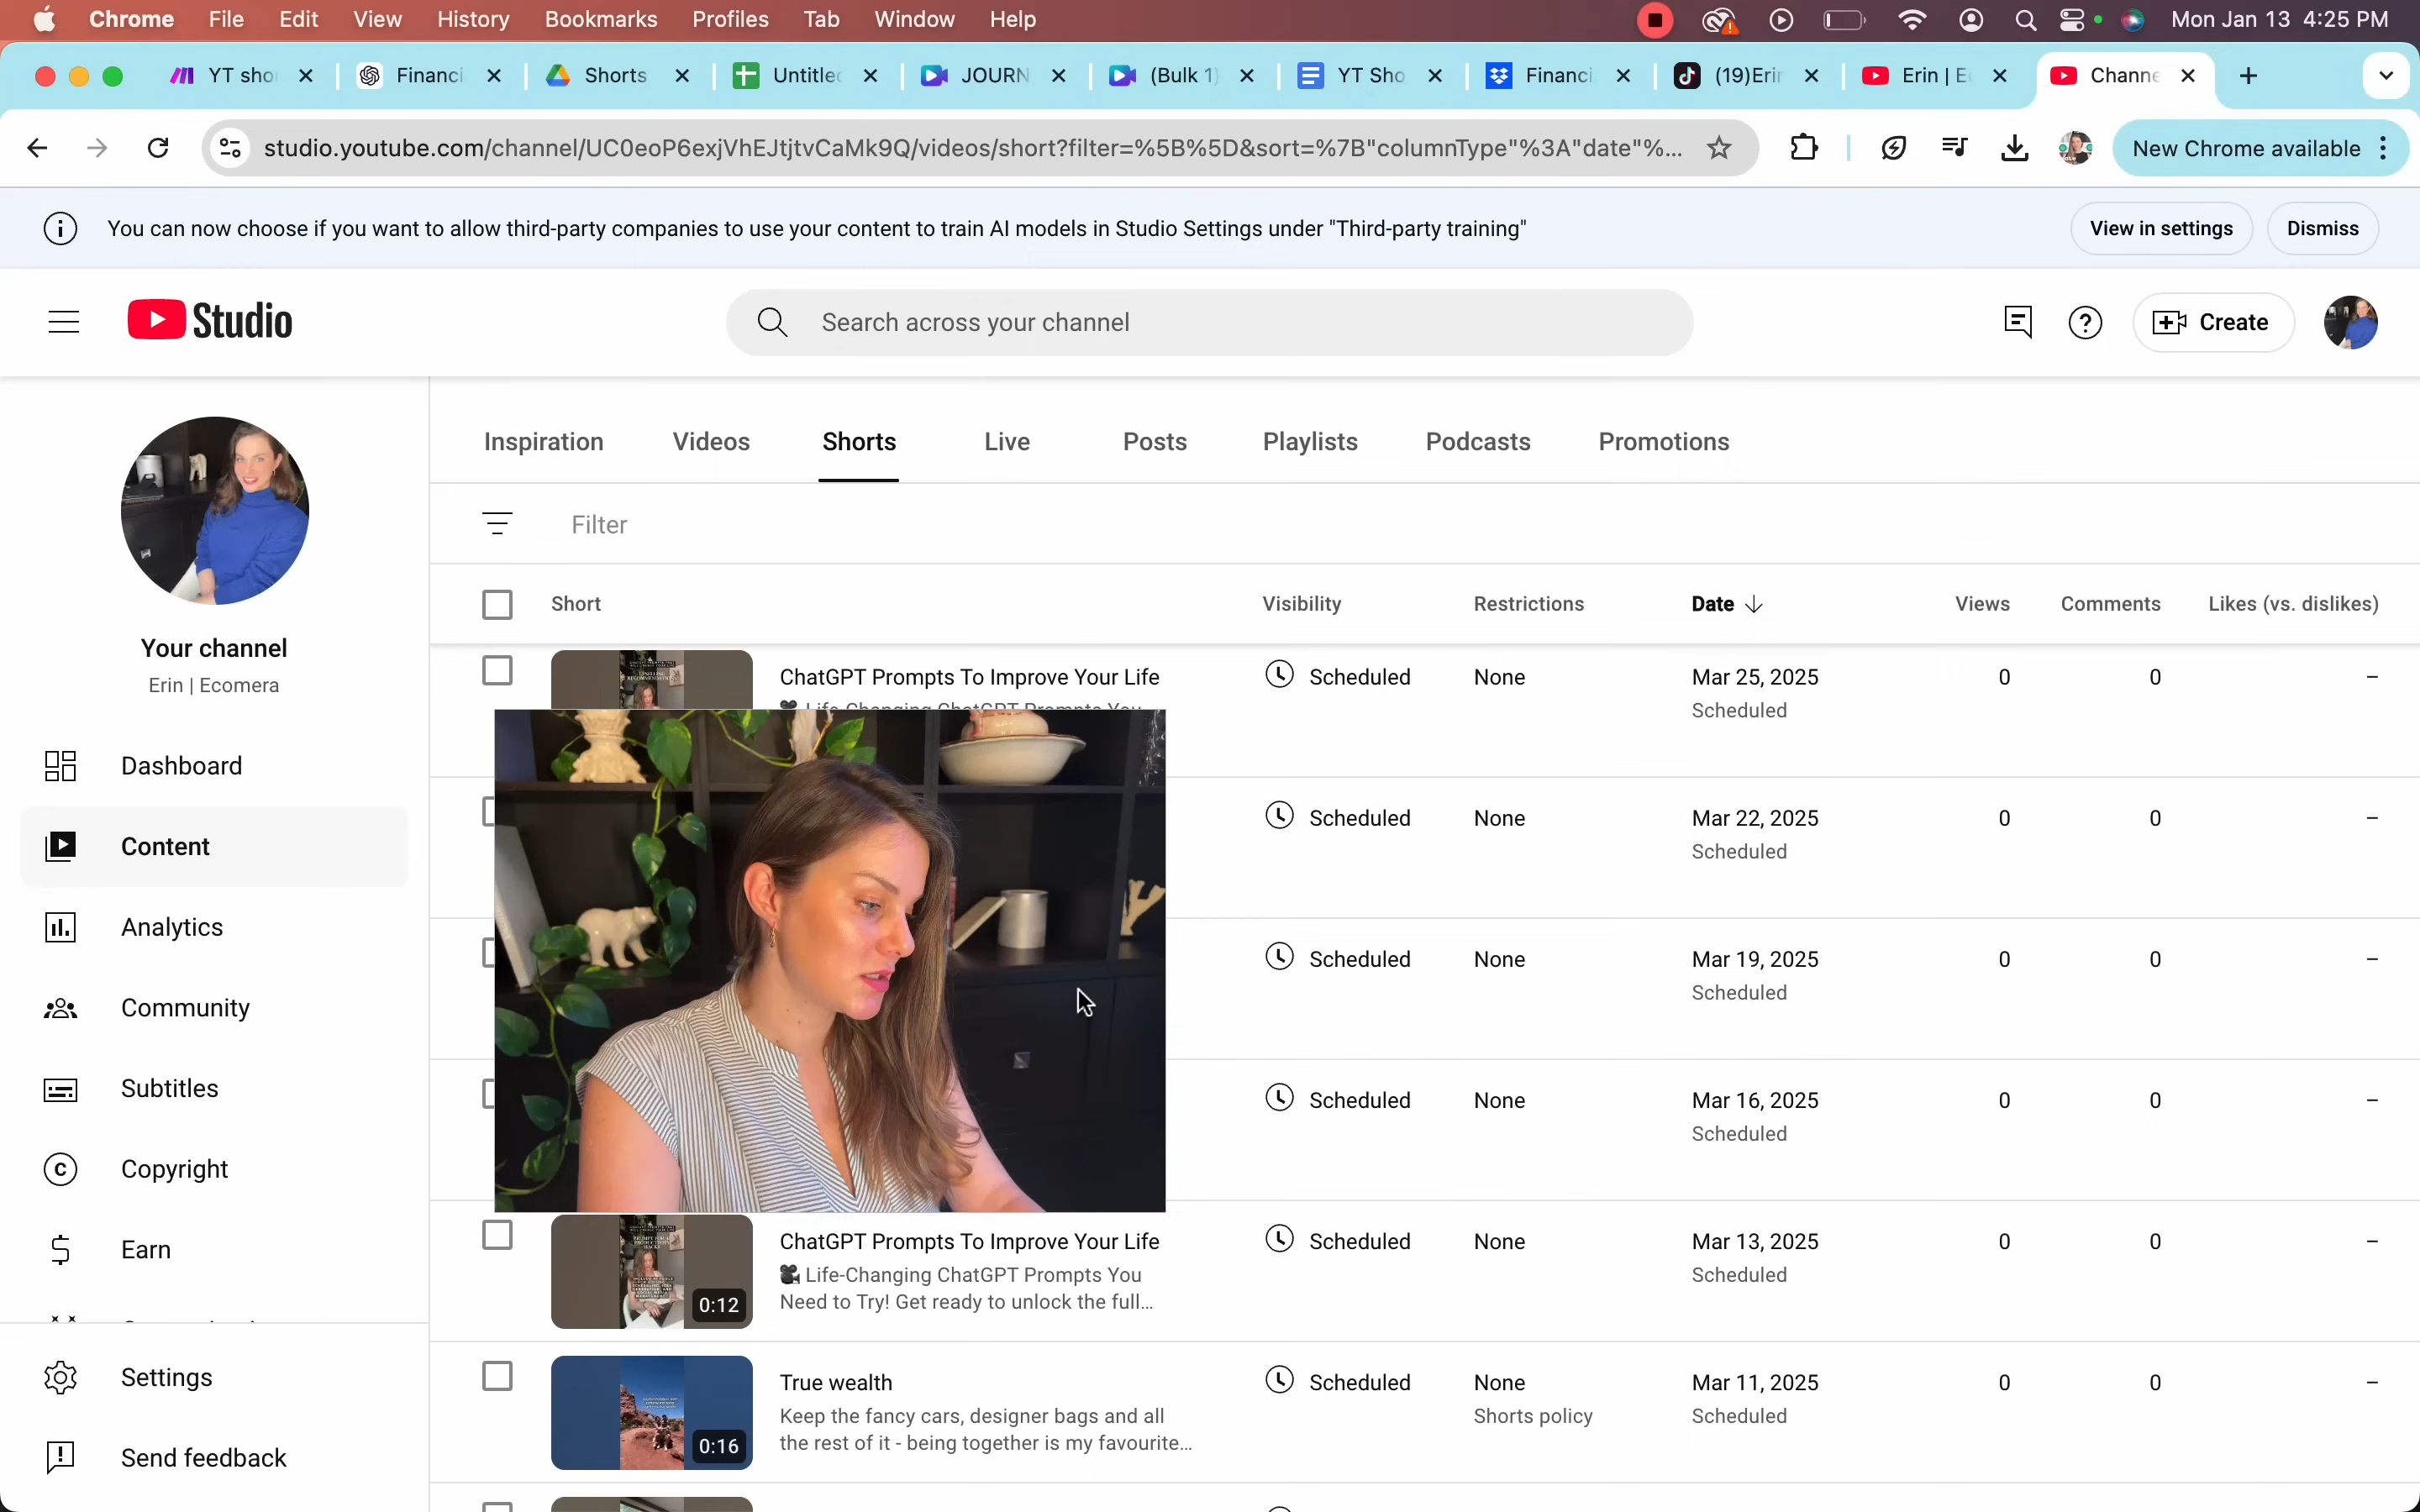 Chrome File Edit View History Bookmarks Profiles Tab Window Help Mon Jan 13 4:25 PM
YT sho Financi Shorts Untitle JOURN (Bulk 1 YT Sho Financi (19)Erin Erin | E Channe
studio.youtube.com/channel/UC0eoP6exjVhEJtjtvCaMk9Q/videos/short?filter=%5B%5D&sort=%7B"columnType"%3A"date"%... New Chrome available
You can now choose if you want to allow third-party companies to use your content to train AI models in Studio Settings under "Third-party training" View in settings Dismiss
Studio Search across your channel Create
Inspiration Videos Shorts Live Posts Playlists Podcasts Promotions
Filter
Short Visibility Restrictions Date Views Comments Likes (vs. dislikes)
Your channel
Erin | Ecomera
Dashboard
Content
Analytics
Community
Subtitles
Copyright
Earn
Settings
Send feedback
ChatGPT Prompts To Improve Your Life Scheduled None Mar 25, 2025 0 0 –
Life-Changing ChatGPT Prompts You Scheduled
Scheduled None Mar 22, 2025 0 0 –
Scheduled
Scheduled None Mar 19, 2025 0 0 –
Scheduled
Scheduled None Mar 16, 2025 0 0 –
Scheduled
ChatGPT Prompts To Improve Your Life Scheduled None Mar 13, 2025 0 0 –
🎥 Life-Changing ChatGPT Prompts You Scheduled
Need to Try! Get ready to unlock the full...
0:12
True wealth Scheduled None Mar 11, 2025 0 0 –
Keep the fancy cars, designer bags and all Shorts policy Scheduled
the rest of it - being together is my favourite...
0:16